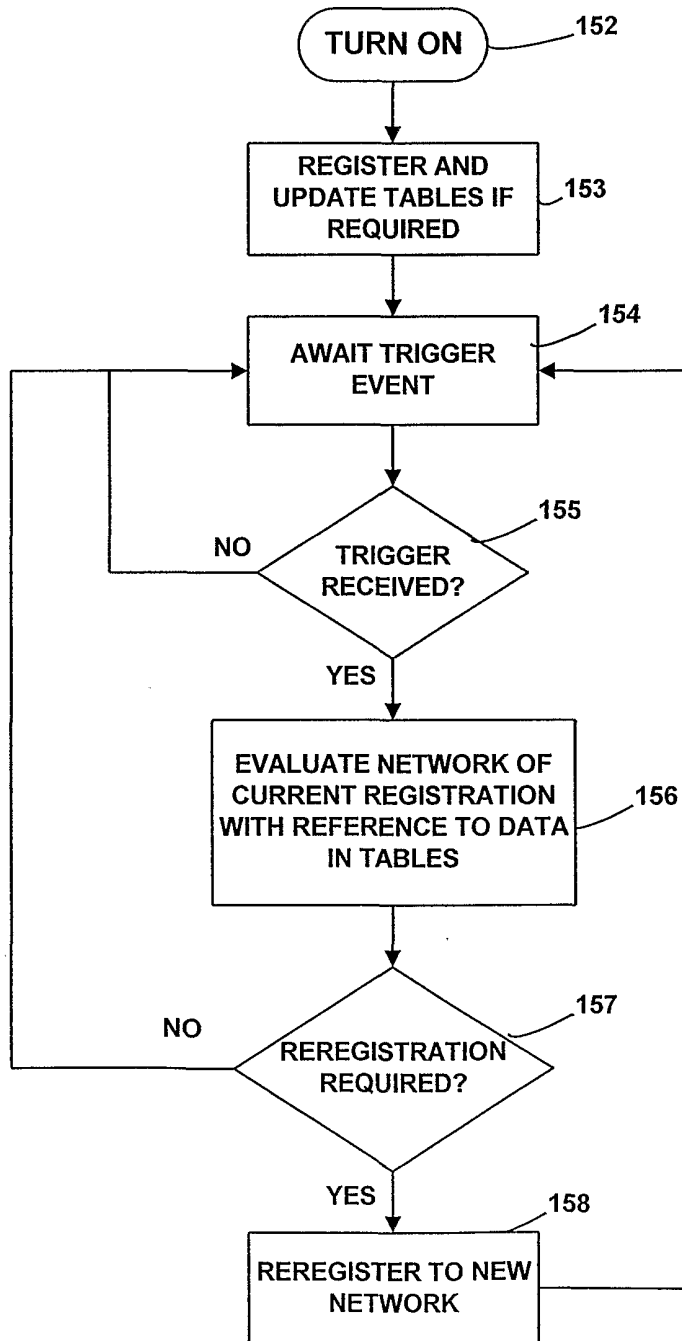 TURN ON
152
REGISTER AND
UPDATE TABLES IF
REQUIRED
153
154
AWAIT TRIGGER
EVENT
155
NO
TRIGGER
RECEIVED?
YES
EVALUATE NETWORK OF
CURRENT REGISTRATION
WITH REFERENCE TO DATA
IN TABLES
156
157
NO
REREGISTRATION
REQUIRED?
YES
158
REREGISTER TO NEW
NETWORK